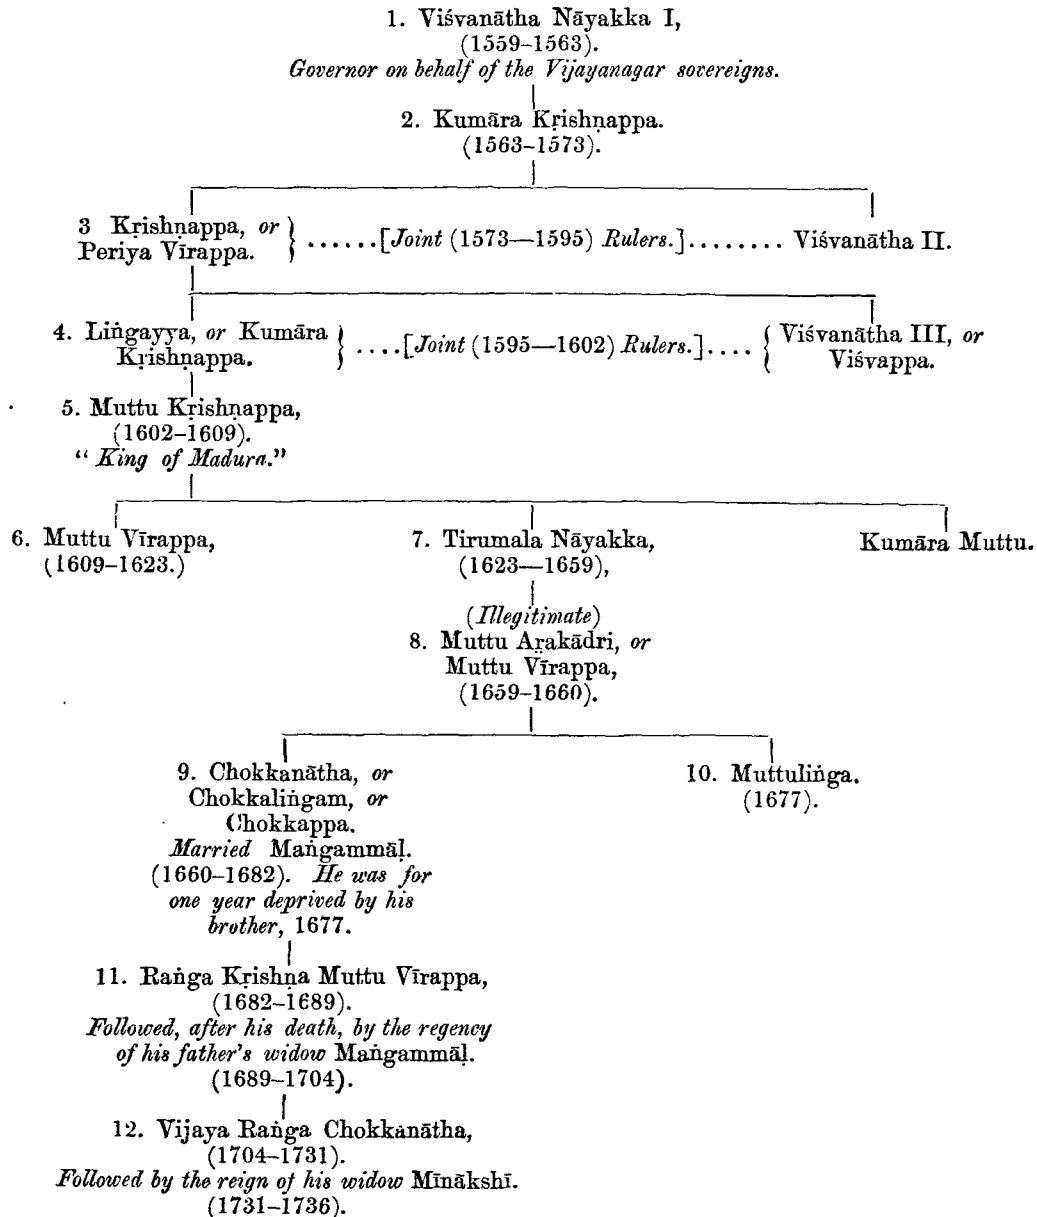 1. Viśvanātha Nāyakka I,
(1559–1563).
Governor on behalf of the Vijayanagar sovereigns.
2. Kumāra Kṛishṇappa.
(1563–1573).
3 Kṛishṇappa, or
Periya Vīrappa.
......[Joint (1573—1595) Rulers.]........ Viśvanātha II.
4. Liṅgayya, or Kumāra
Kṛishṇappa.
....[Joint (1595—1602) Rulers.]....
Viśvanātha III, or
Viśvappa.
5. Muttu Kṛishṇappa,
(1602–1609).
"King of Madura."
6. Muttu Vīrappa,
(1609–1623.)
7. Tirumala Nāyakka,
(1623—1659),
Kumāra Muttu.
(Illegitimate)
8. Muttu Aṛakādri, or
Muttu Vīrappa,
(1659–1660).
9. Chokkanātha, or
Chokkaliṅgam, or
Chokkappa.
Married Maṅgammāḷ.
(1660–1682). He was for
one year deprived by his
brother, 1677.
10. Muttuliṅga.
(1677).
11. Raṅga Kṛishṇa Muttu Vīrappa,
(1682–1689).
Followed, after his death, by the regency
of his father's widow Maṅgammāḷ.
(1689–1704).
12. Vijaya Raṅga Chokkanātha,
(1704–1731).
Followed by the reign of his widow Mīnākshī.
(1731–1736).